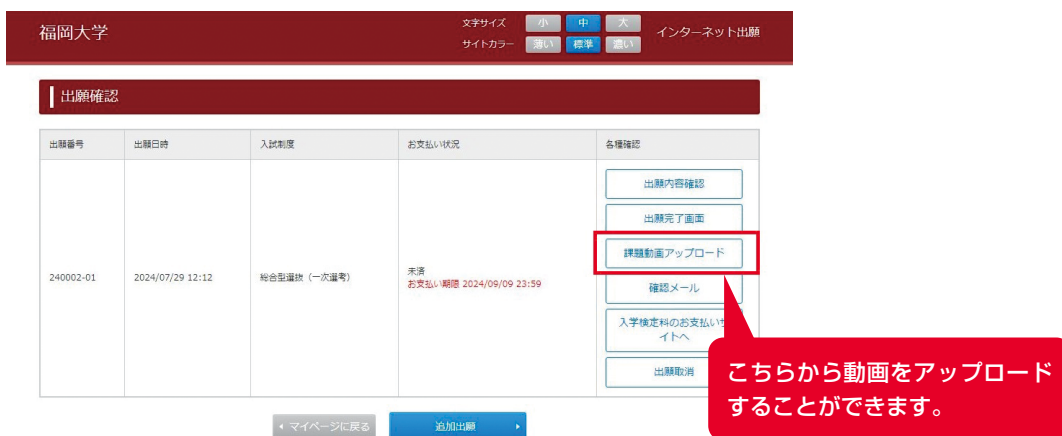 福岡大学
文字サイズ 小 中 大
サイトカラー 薄い 標準 濃い
インターネット出願
出願確認
出願番号 出願日時 入試制度 お支払い状況 各種確認
240002-01 2024/07/29 12:12 総合型選抜（一次選考） 未済
お支払い期限 2024/09/09 23:59
出願内容確認
出願完了画面
課題動画アップロード
確認メール
入学検定料のお支払いサ
イトへ
出願取消
こちらから動画をアップロード
することができます。
マイページに戻る 追加出願